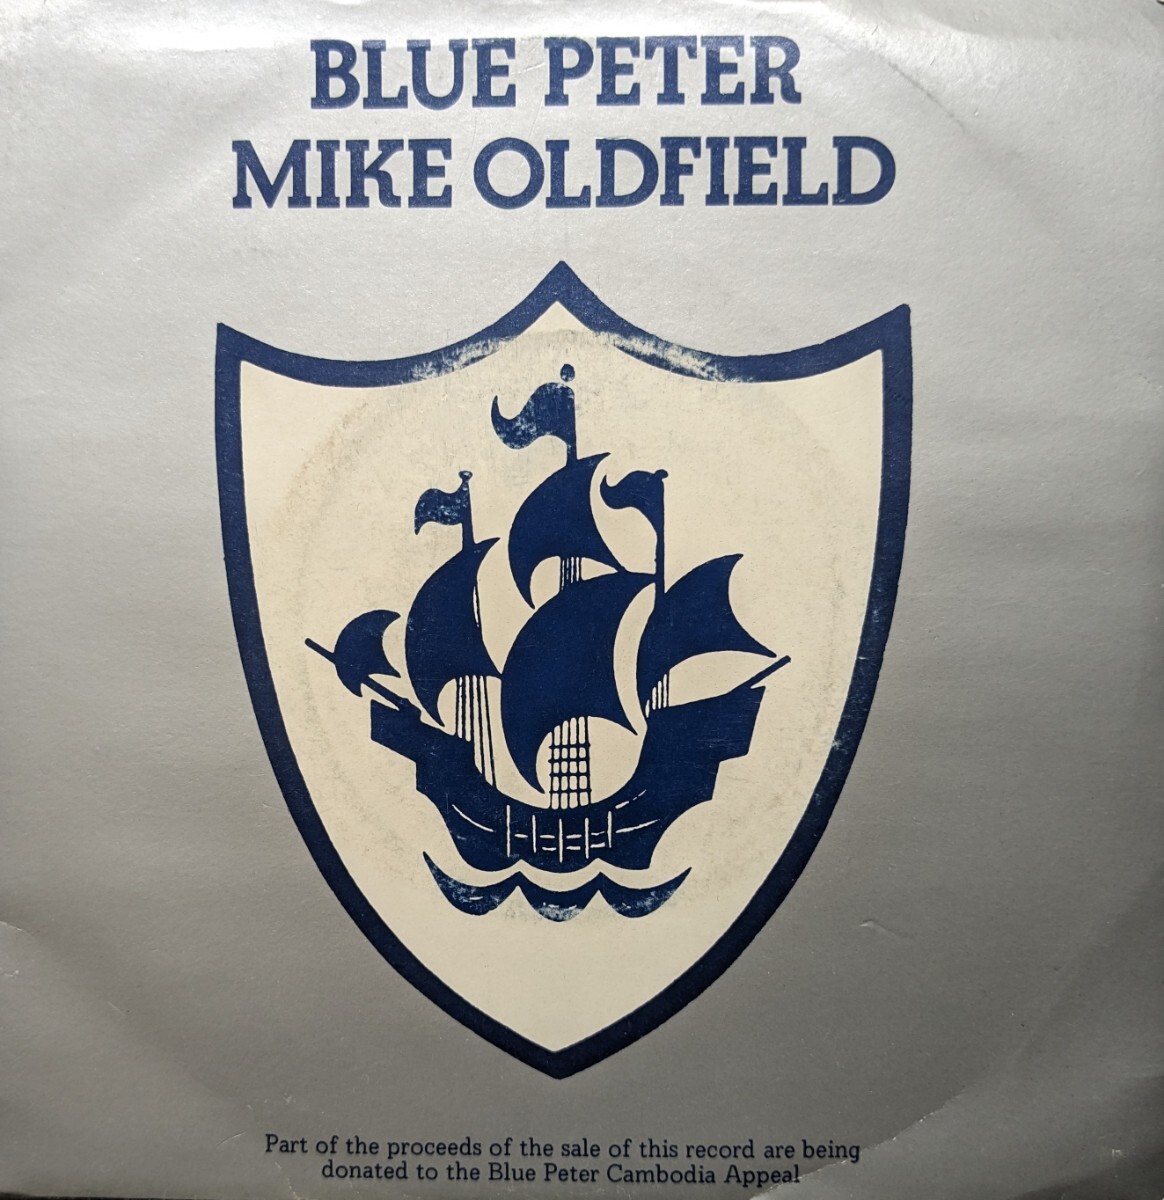 BLUE PETER
MIKE OLDFIELD
Part of the proceeds of the sale of this record are being
donated to the Blue Peter Cambodia Appeal